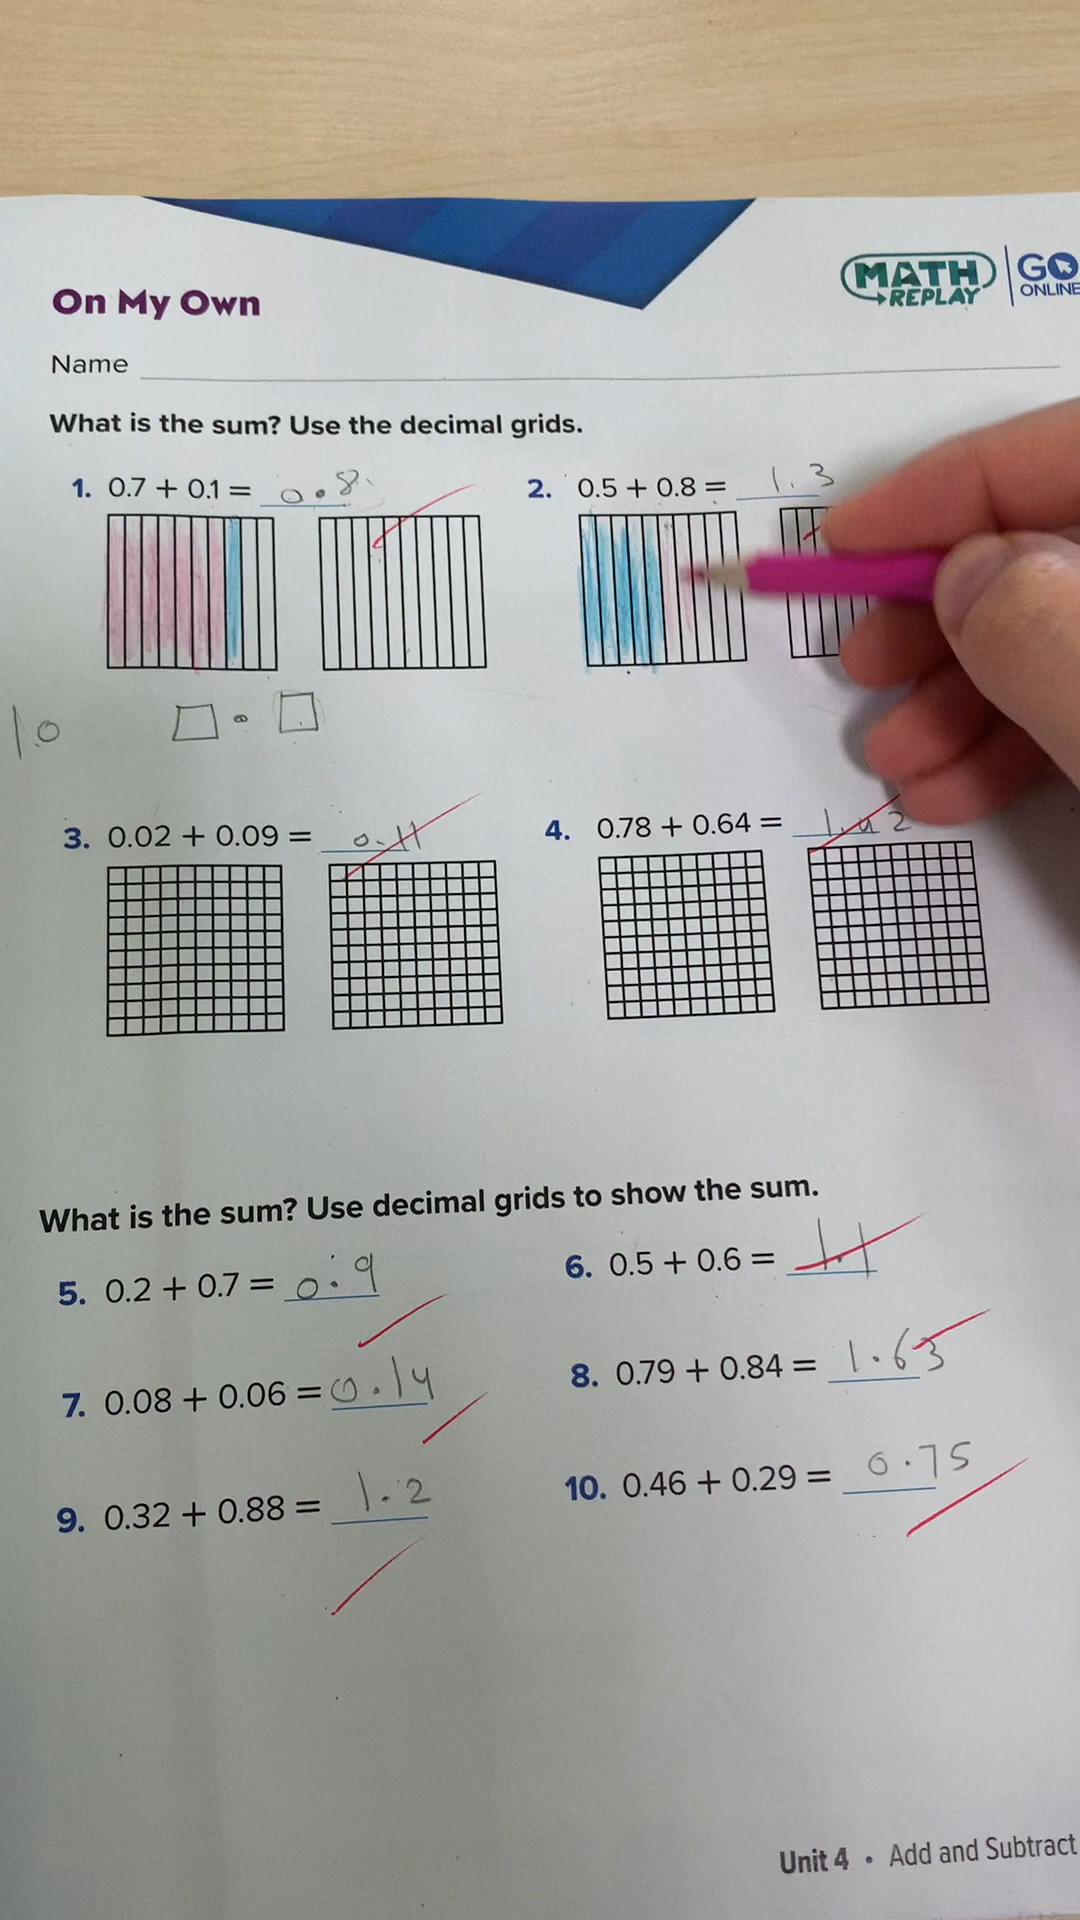 MATH REPLAY
GO ONLINE
On My Own
Name
What is the sum? Use the decimal grids.
1. 0.7 + 0.1 = 0.8
2. 0.5 + 0.8 = 1.3
1.0
3. 0.02 + 0.09 = 0.11
4. 0.78 + 0.64 = 1.42
What is the sum? Use decimal grids to show the sum.
5. 0.2 + 0.7 = 0.9
6. 0.5 + 0.6 = 1.1
7. 0.08 + 0.06 = 0.14
8. 0.79 + 0.84 = 1.63
9. 0.32 + 0.88 = 1.2
10. 0.46 + 0.29 = 0.75
Unit 4 • Add and Subtract